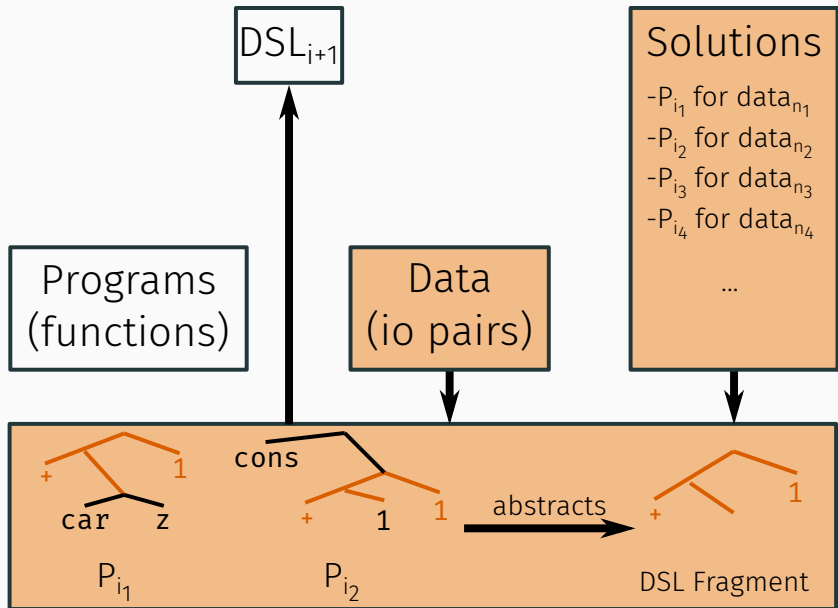 DSL_{i+1}
Solutions
-P_{i_1} for data_{n_1}
-P_{i_2} for data_{n_2}
-P_{i_3} for data_{n_3}
-P_{i_4} for data_{n_4}
...
Programs
(functions)
Data
(io pairs)
+ 1
car z
P_{i_1}
cons
+ 1 1
P_{i_2}
abstracts
+ 1
DSL Fragment